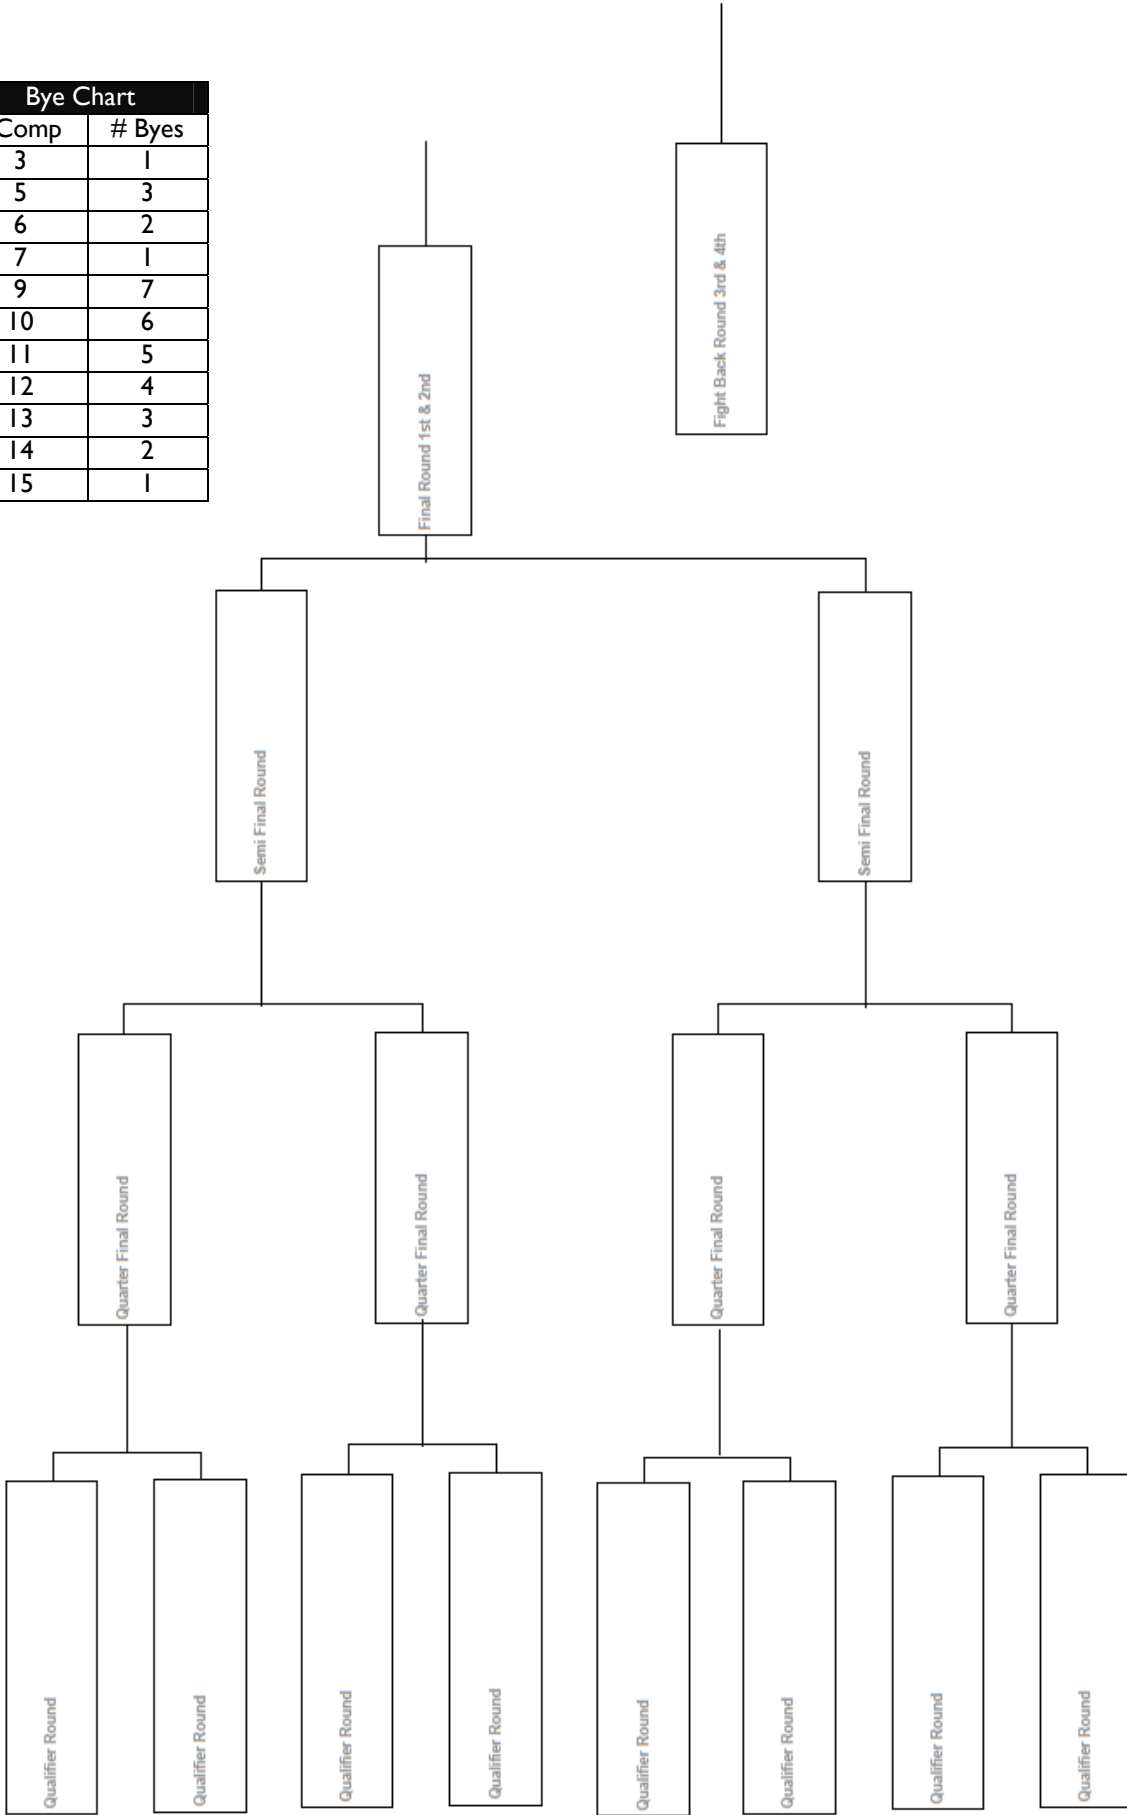 Bye Chart
Comp # Byes
3 1
5 3
6 2
7 1
9 7
10 6
11 5
12 4
13 3
14 2
15 1
Fight Back Round 3rd & 4th
Final Round 1st & 2nd
Semi Final Round
Semi Final Round
Quarter Final Round
Quarter Final Round
Quarter Final Round
Quarter Final Round
Qualifier Round
Qualifier Round
Qualifier Round
Qualifier Round
Qualifier Round
Qualifier Round
Qualifier Round
Qualifier Round